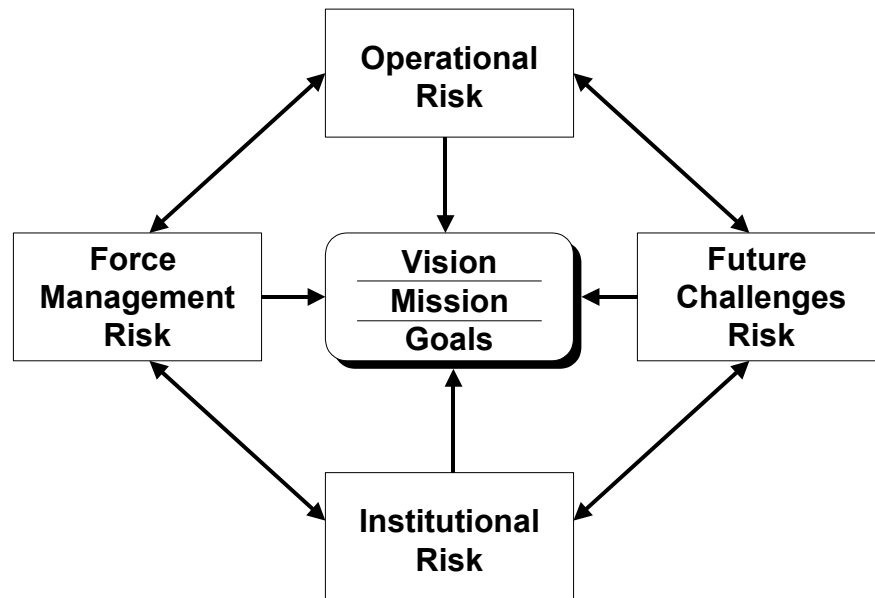 Operational
Risk
Force
Management
Risk
Vision
Mission
Goals
Future
Challenges
Risk
Institutional
Risk